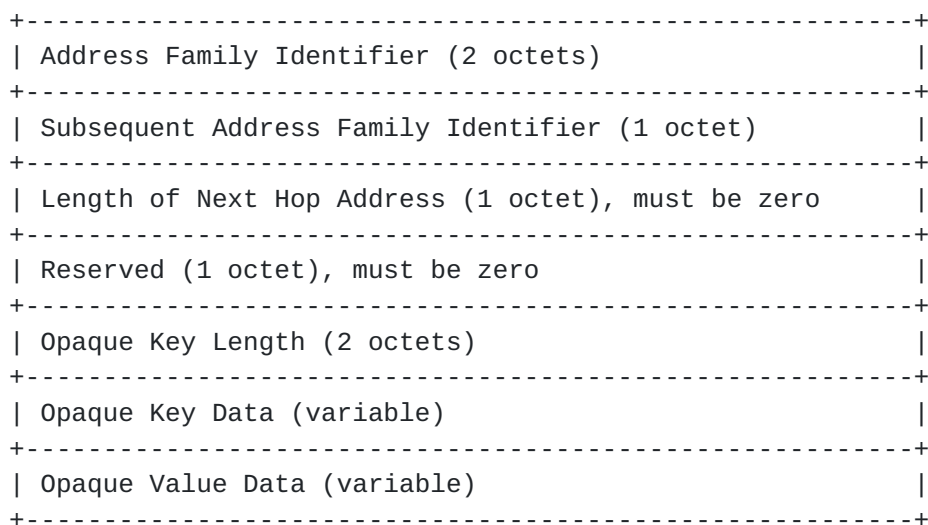 Address Family Identifier (2 octets)
Subsequent Address Family Identifier (1 octet)
Length of Next Hop Address (1 octet), must be zero
Reserved (1 octet), must be zero
Opaque Key Length (2 octets)
Opaque Key Data (variable)
Opaque Value Data (variable)